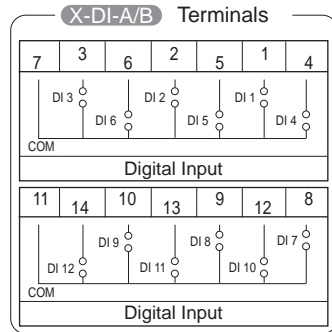 X-DI-A/B Terminals
7 3 6 2 5 1 4
DI 3 DI 2 DI 1
DI 6 DI 5 DI 4
COM
Digital Input
11 14 10 13 9 12 8
DI 9 DI 8 DI 7
DI 12 DI 11 DI 10
COM
Digital Input